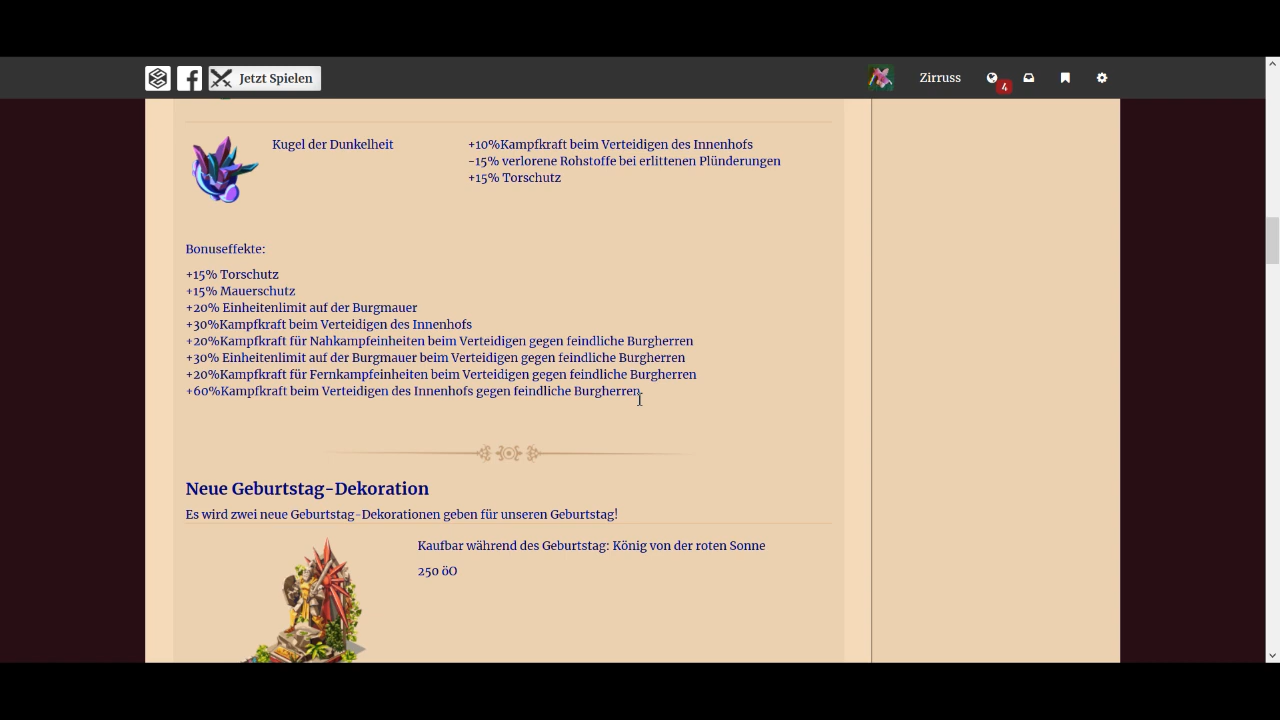 Jetzt Spielen
Zirruss
4
Kugel der Dunkelheit
+10%Kampfkraft beim Verteidigen des Innenhofs
-15% verlorene Rohstoffe bei erlittenen Plünderungen
+15% Torschutz
Bonuseffekte:
+15% Torschutz
+15% Mauerschutz
+20% Einheitenlimit auf der Burgmauer
+30%Kampfkraft beim Verteidigen des Innenhofs
+20%Kampfkraft für Nahkampfeinheiten beim Verteidigen gegen feindliche Burgherren
+30% Einheitenlimit auf der Burgmauer beim Verteidigen gegen feindliche Burgherren
+20%Kampfkraft für Fernkampfeinheiten beim Verteidigen gegen feindliche Burgherren
+60%Kampfkraft beim Verteidigen des Innenhofs gegen feindliche Burgherren
Neue Geburtstag-Dekoration
Es wird zwei neue Geburtstag-Dekorationen geben für unseren Geburtstag!
Kaufbar während des Geburtstag: König von der roten Sonne
250 öO